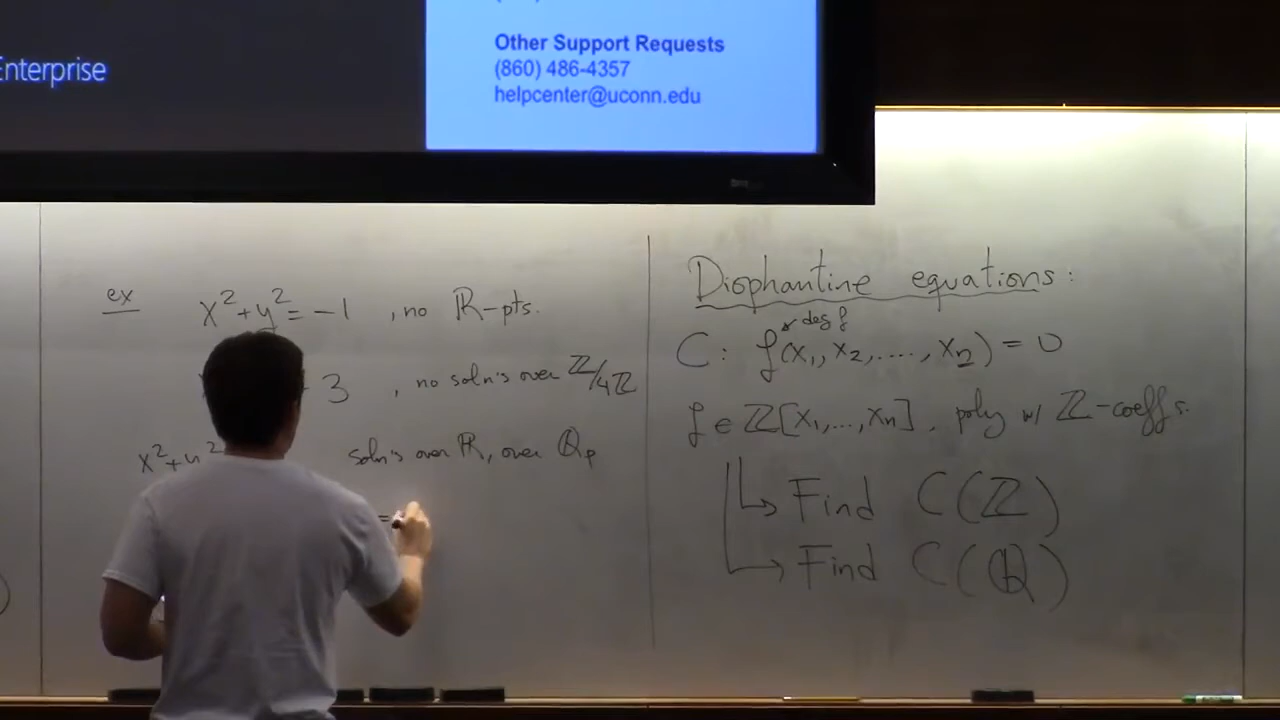 Enterprise
Other Support Requests
(860) 486-4357
helpcenter@uconn.edu
ex x² + y² = -1 , no ℝ-pts.
3 , no soln's over ℤ/4ℤ
x² + y² soln's over ℝ, over ℚₚ
=
Diophantine equations:
deg f
C: f(x₁, x₂, ...., xₙ) = 0
f ∈ ℤ[x₁, ..., xₙ], poly w/ ℤ-coeffs.
↳ Find C(ℤ)
↳ Find C(ℚ)